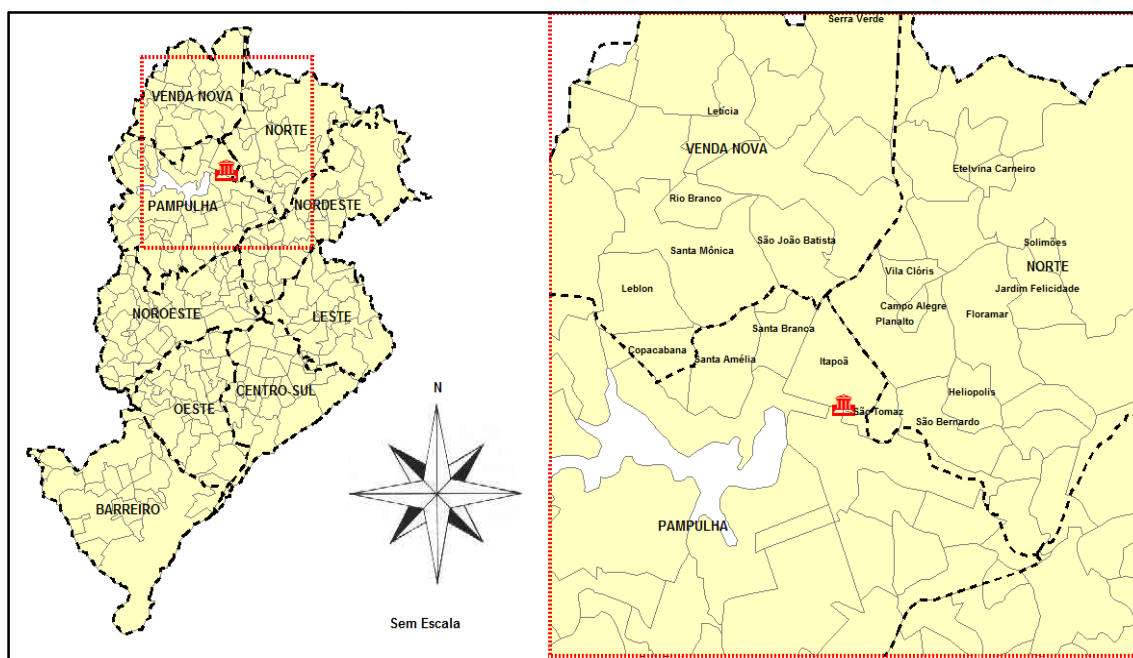 VENDA NOVA
NORTE
PAMPULHA
NORDESTE
NOROESTE
LESTE
CENTRO-SUL
OESTE
BARREIRO
N
Sem Escala
Serra Verde
Letícia
VENDA NOVA
Etelvina Carneiro
Rio Branco
São João Batista
Solimões
Santa Mônica
NORTE
Vila Clóris
Leblon
Jardim Felicidade
Campo Alegre
Floramar
Planalto
Santa Branca
Copacabana
Santa Amélia
Itapoã
Heliopolis
São Tomaz
São Bernardo
PAMPULHA